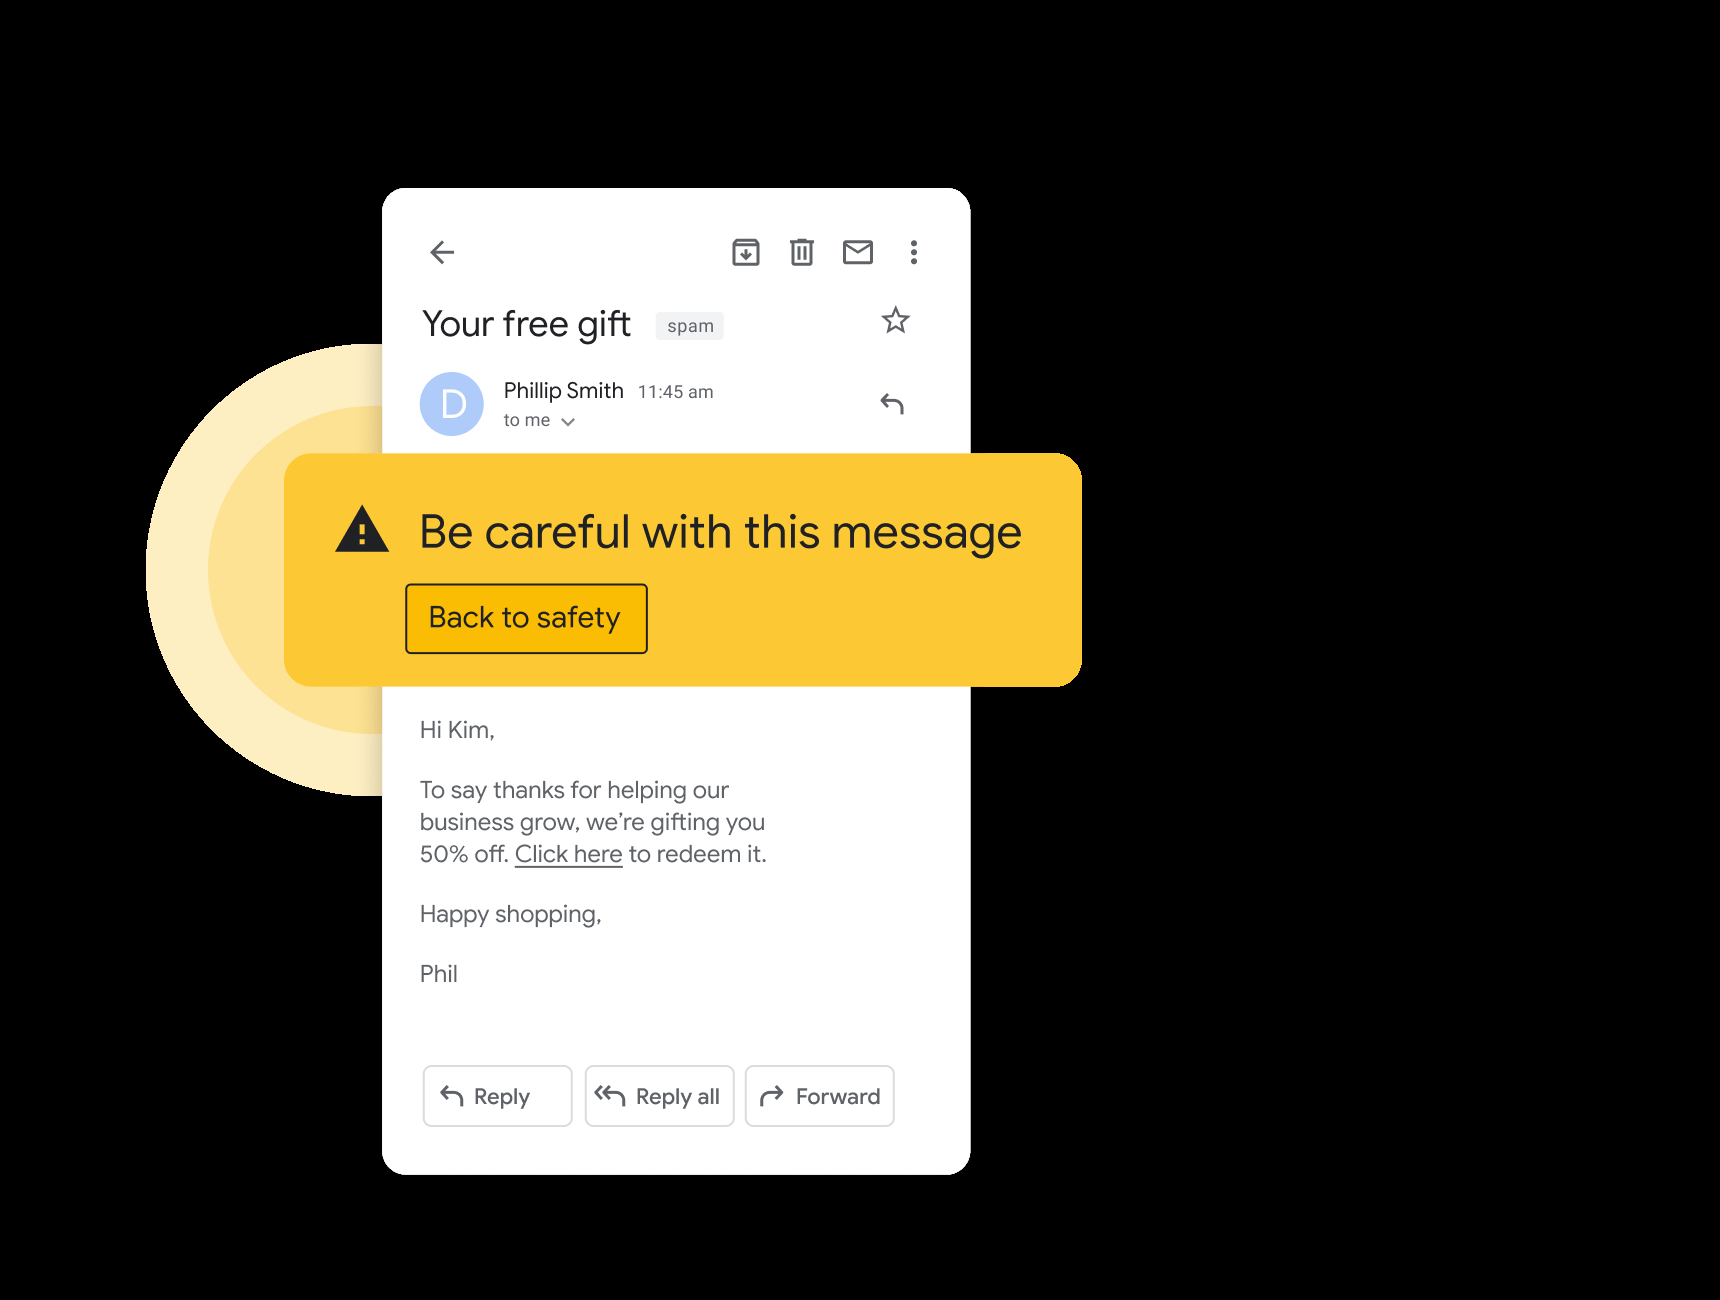 Your free gift spam
D
Phillip Smith 11:45 am
to me
Be careful with this message
Back to safety
Hi Kim,
To say thanks for helping our
business grow, we’re gifting you
50% off. Click here to redeem it.
Happy shopping,
Phil
Reply Reply all Forward